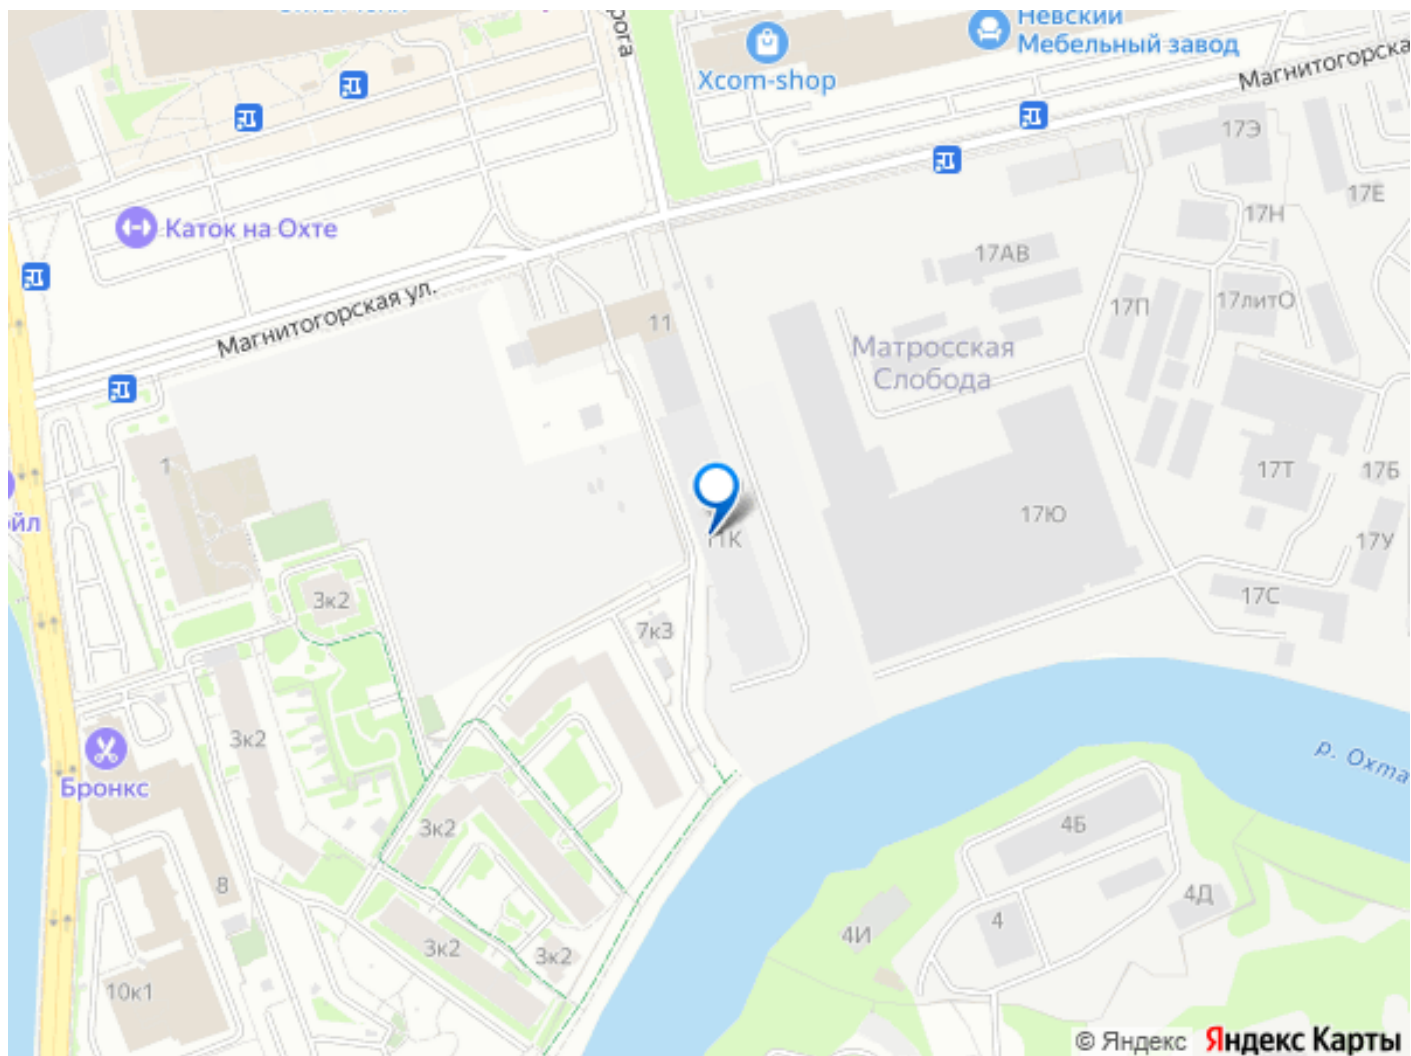 Невский
Мебельный завод
Xcom-shop
Магнитогорска
17Э
17Е
Каток на Охте
17Н
17АВ
Магнитогорская ул.
17П
17литО
11
Матросская
Слобода
1
17Т
17Б
17Ю
ойл
11К
17У
3к2
17С
7к3
3к2
р. Охта
Бронкс
3к2
4Б
8
4Д
4
4И
3к2
3к2
10к1
© Яндекс Яндекс Карты